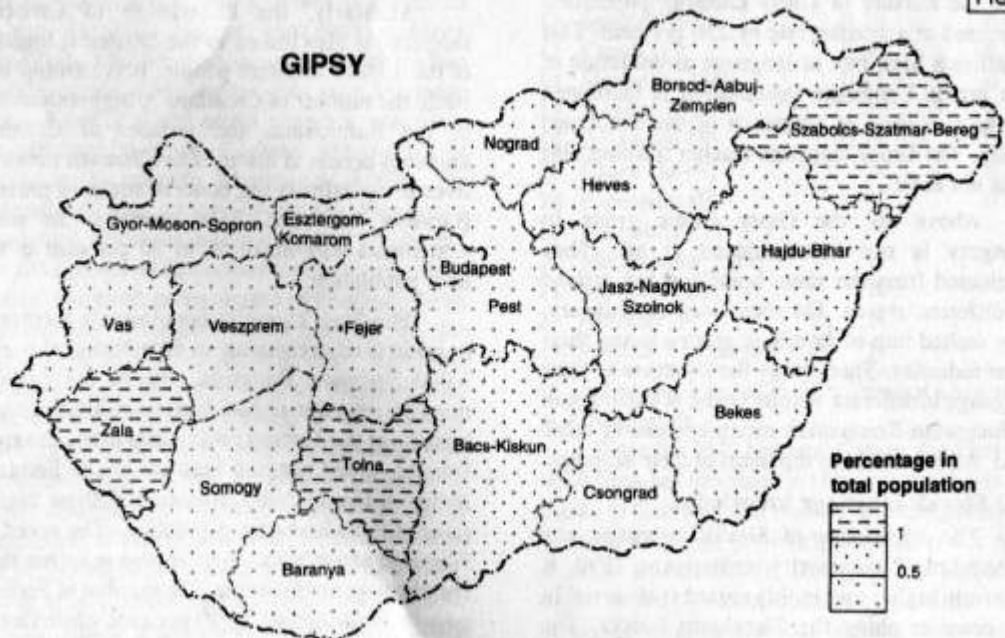 GIPSY
Borsod-Aabuj-
Zemplen
Szabolcs-Szatmar-Bereg
Nograd
Heves
Gyor-Moson-Sopron
Esztergom-
Komarom
Hajdu-Bihar
Budapest
Jasz-Nagykun-
Szolnok
Pest
Vas
Veszprem
Fejer
Bekes
Zala
Tolna
Bacs-Kiskun
Somogy
Csongrad
Baranya
Percentage in
total population
1
0.5